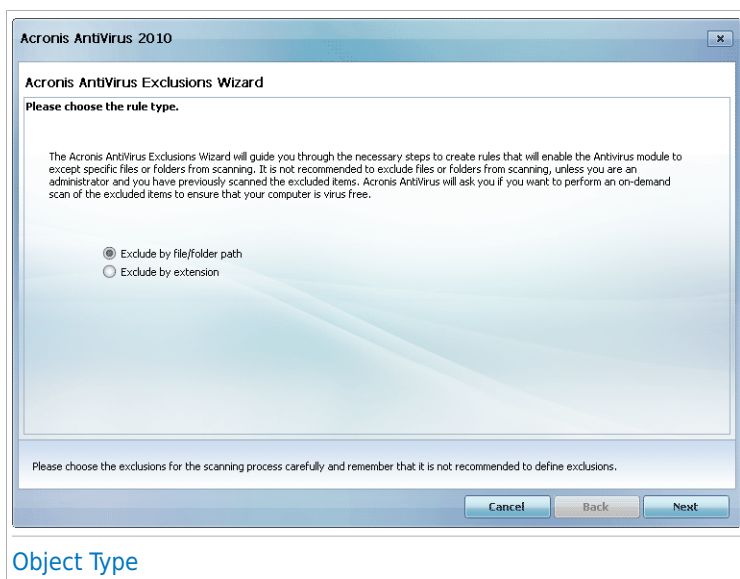 Acronis AntiVirus 2010
Acronis AntiVirus Exclusions Wizard
Please choose the rule type.
The Acronis AntiVirus Exclusions Wizard will guide you through the necessary steps to create rules that will enable the Antivirus module to
except specific files or folders from scanning. It is not recommended to exclude files or folders from scanning, unless you are an
administrator and you have previously scanned the excluded items. Acronis AntiVirus will ask you if you want to perform an on-demand
scan of the excluded items to ensure that your computer is virus free.
Exclude by file/folder path
Exclude by extension
Please choose the exclusions for the scanning process carefully and remember that it is not recommended to define exclusions.
Cancel Back Next
Object Type